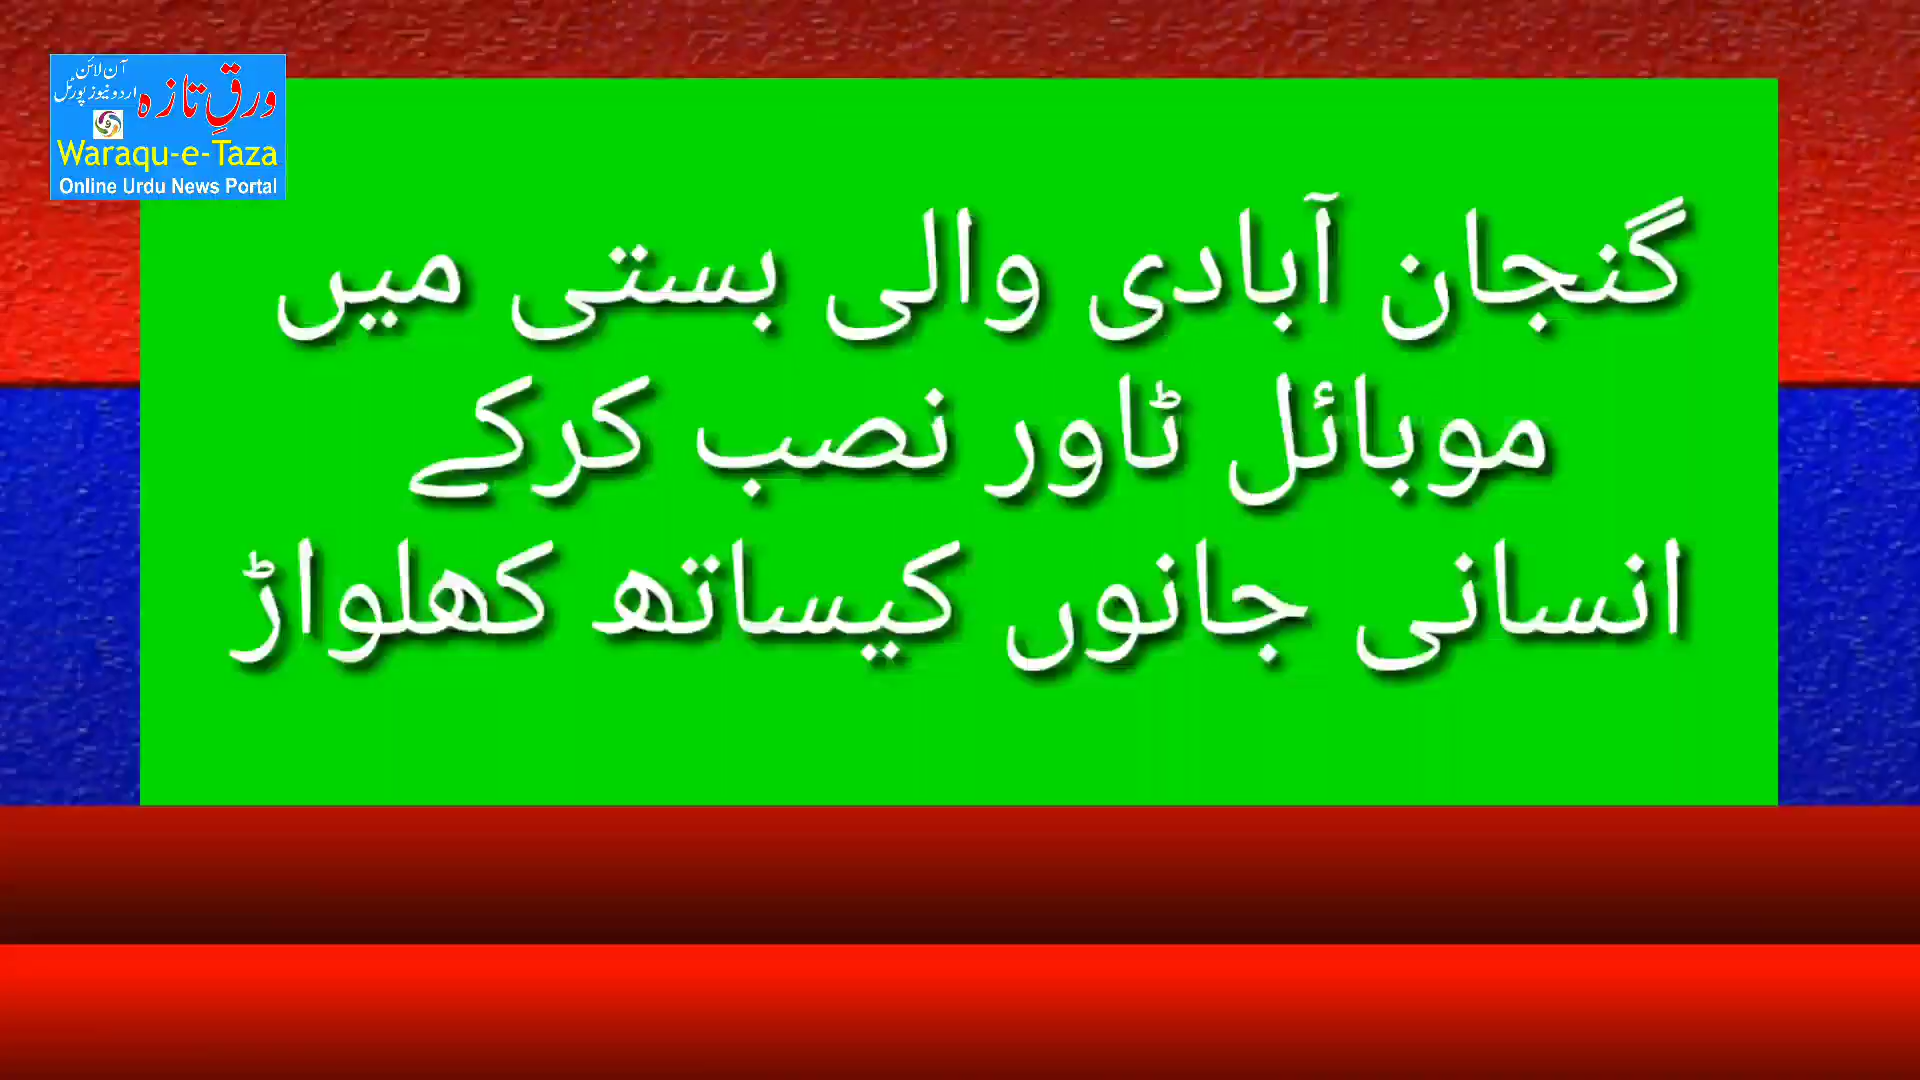 آن لائن
اردو نیوز پورٹل
ورقِ تازہ
Waraqu-e-Taza
Online Urdu News Portal
گنجان آبادی والی بستی میں
موبائل ٹاور نصب کرکے
انسانی جانوں کیساتھ کھلواڑ